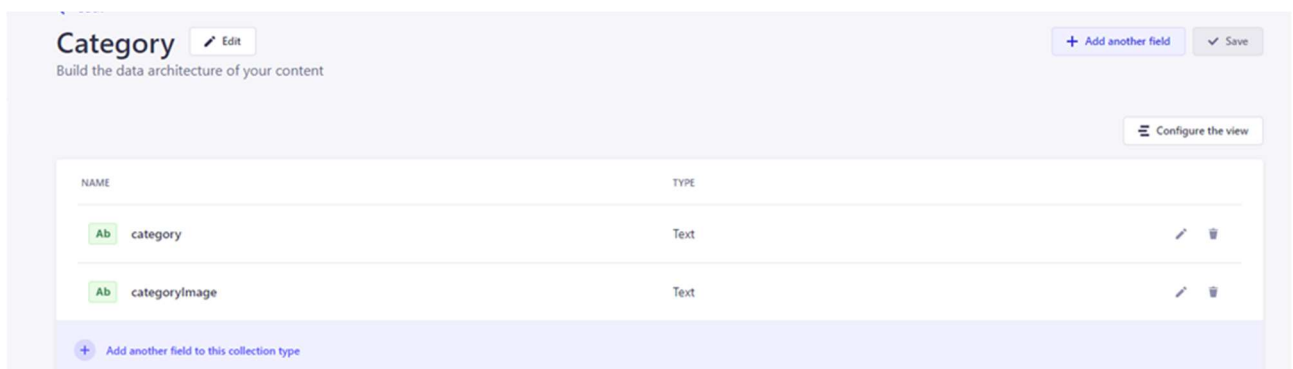 Category Edit + Add another field Save
Build the data architecture of your content
Configure the view
NAME TYPE
Ab category Text
Ab categoryImage Text
+ Add another field to this collection type